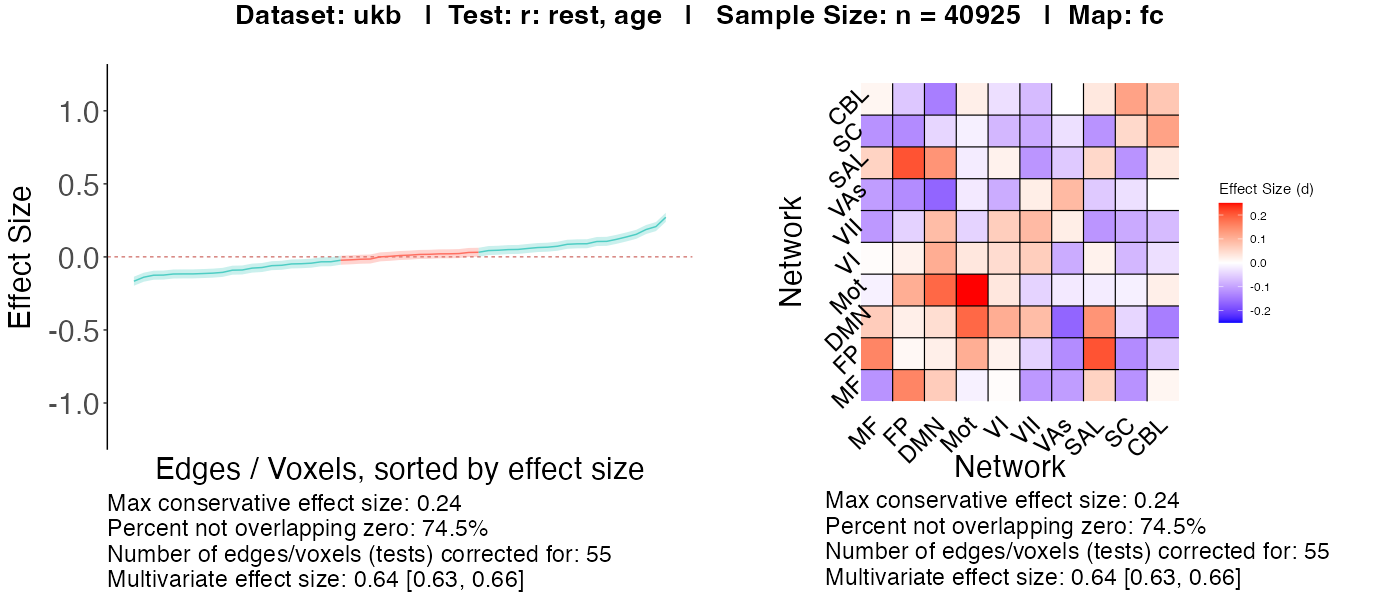 Dataset: ukb | Test: r: rest, age | Sample Size: n = 40925 | Map: fc
Effect Size
1.0
0.5
0.0
-0.5
-1.0
Edges / Voxels, sorted by effect size
Max conservative effect size: 0.24
Percent not overlapping zero: 74.5%
Number of edges/voxels (tests) corrected for: 55
Multivariate effect size: 0.64 [0.63, 0.66]
Network
CBL
SC
SAL
VAs
VII
VI
Mot
DMN
FP
MF
MF
FP
DMN
Mot
VI
VII
VAs
SAL
SC
CBL
Network
Effect Size (d)
0.2
0.1
0.0
-0.1
-0.2
Max conservative effect size: 0.24
Percent not overlapping zero: 74.5%
Number of edges/voxels (tests) corrected for: 55
Multivariate effect size: 0.64 [0.63, 0.66]